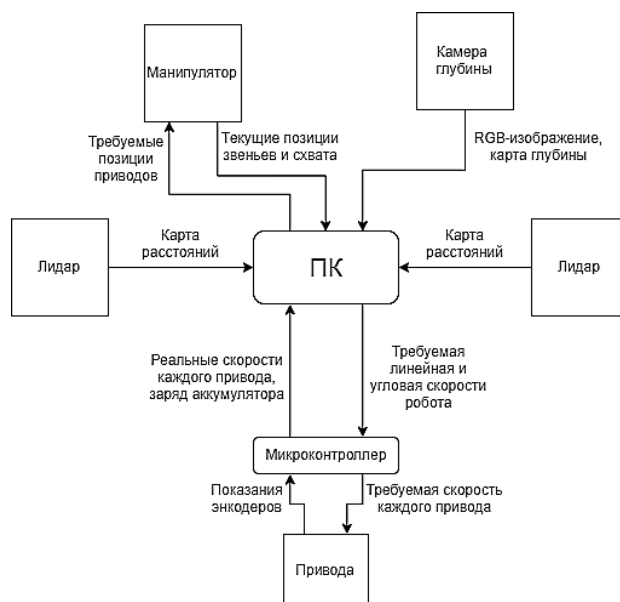 Манипулятор
Камера
глубины
Требуемые
позиции
приводов
Текущие позиции
звеньев и схвата
RGB-изображение,
карта глубины
Лидар
Карта
расстояний
ПК
Карта
расстояний
Лидар
Реальные скорости
каждого привода,
заряд аккумулятора
Требуемая
линейная и
угловая скорости
робота
Микроконтроллер
Показания
энкодеров
Требуемая скорость
каждого привода
Привода